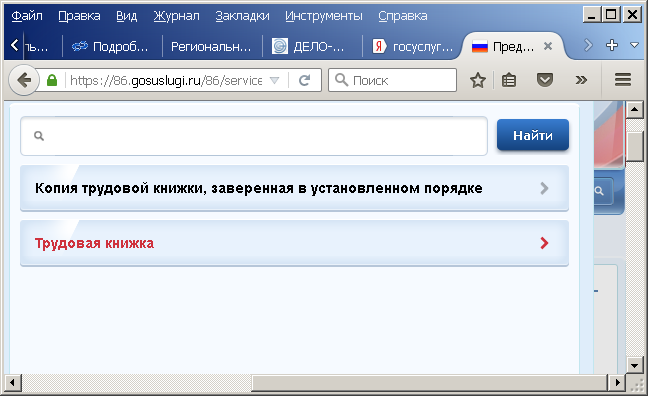 Файл Правка Вид Журнал Закладки Инструменты Справка
ть... Подроб... Региональн... ДЕЛО-... госуслуг... Пред...
https://86.gosuslugi.ru/86/service Поиск
Найти
Копия трудовой книжки, заверенная в установленном порядке
Трудовая книжка